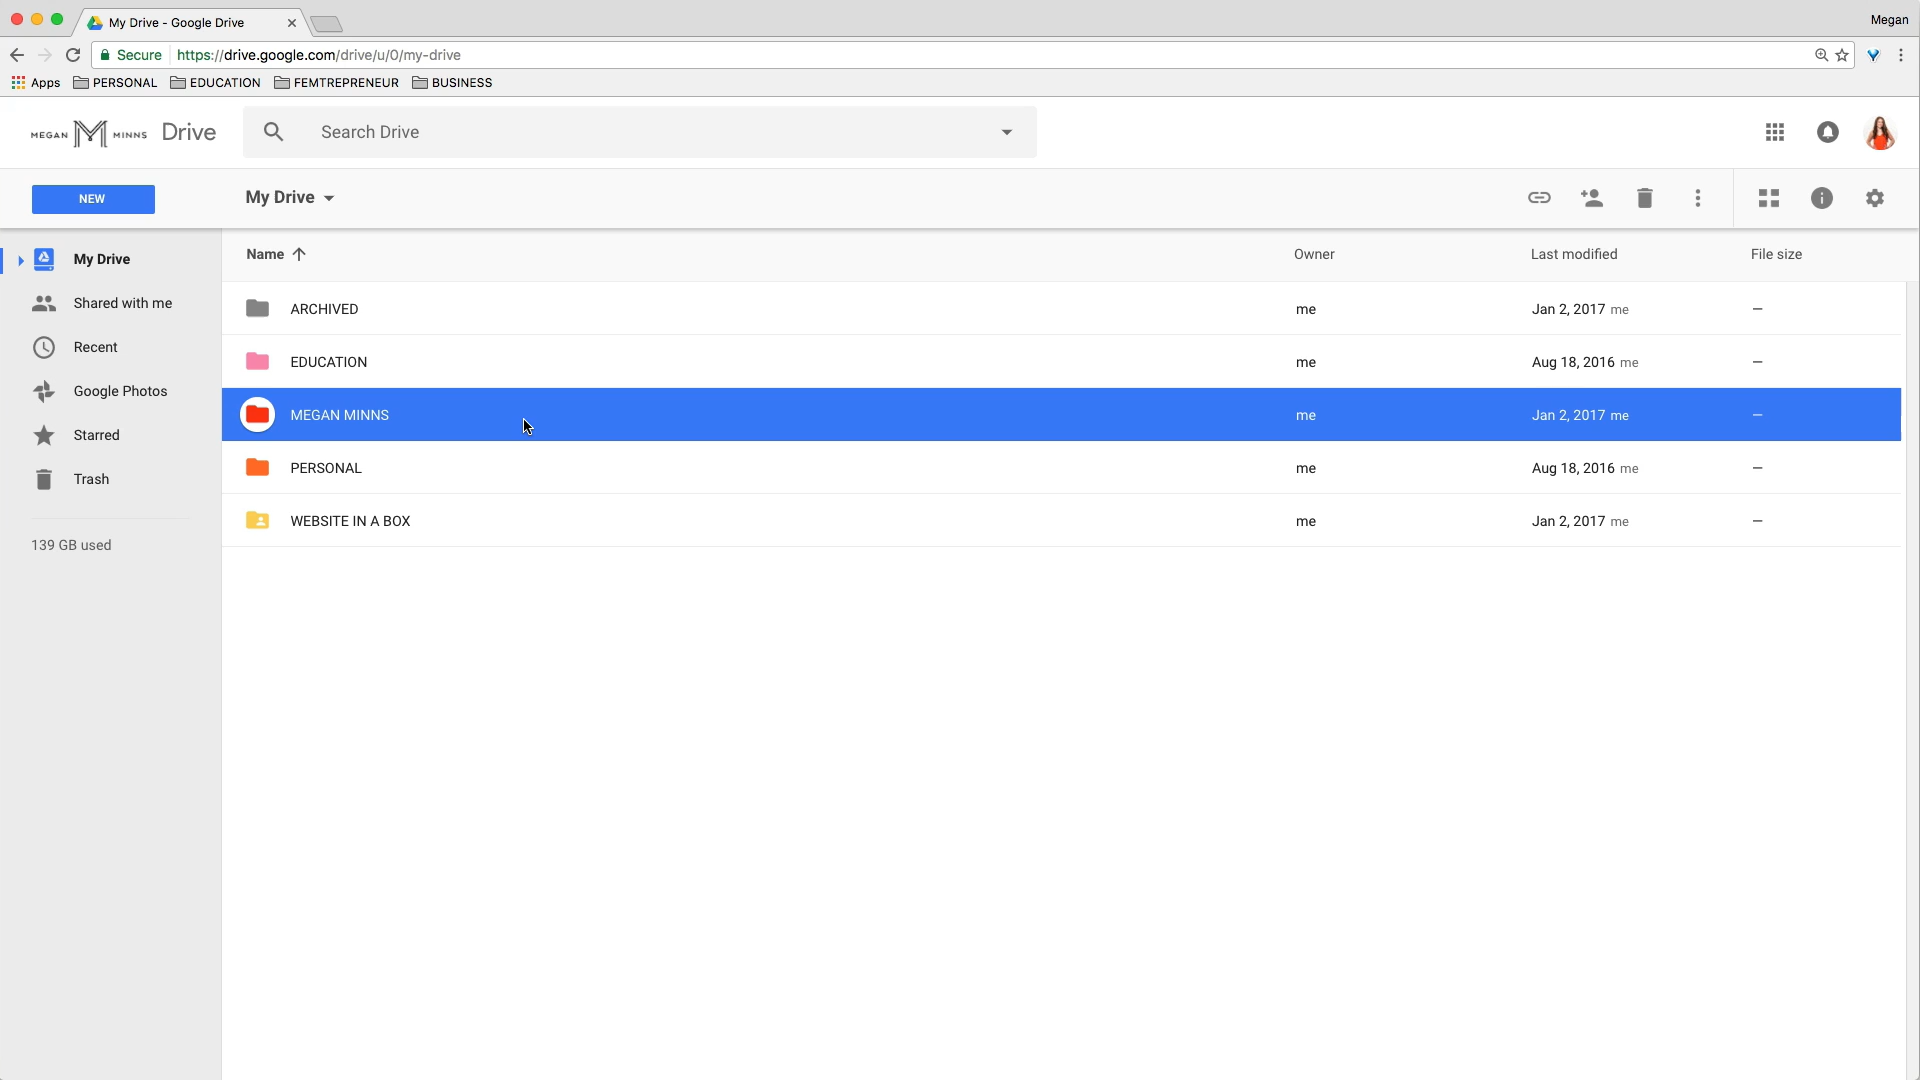 My Drive - Google Drive
Megan
Secure https://drive.google.com/drive/u/0/my-drive
Apps PERSONAL EDUCATION FEMTREPRENEUR BUSINESS
MEGAN M MINNS Drive Search Drive
NEW My Drive
My Drive
Shared with me
Recent
Google Photos
Starred
Trash
139 GB used
Name Owner Last modified File size
ARCHIVED me Jan 2, 2017 me –
EDUCATION me Aug 18, 2016 me –
MEGAN MINNS me Jan 2, 2017 me –
PERSONAL me Aug 18, 2016 me –
WEBSITE IN A BOX me Jan 2, 2017 me –